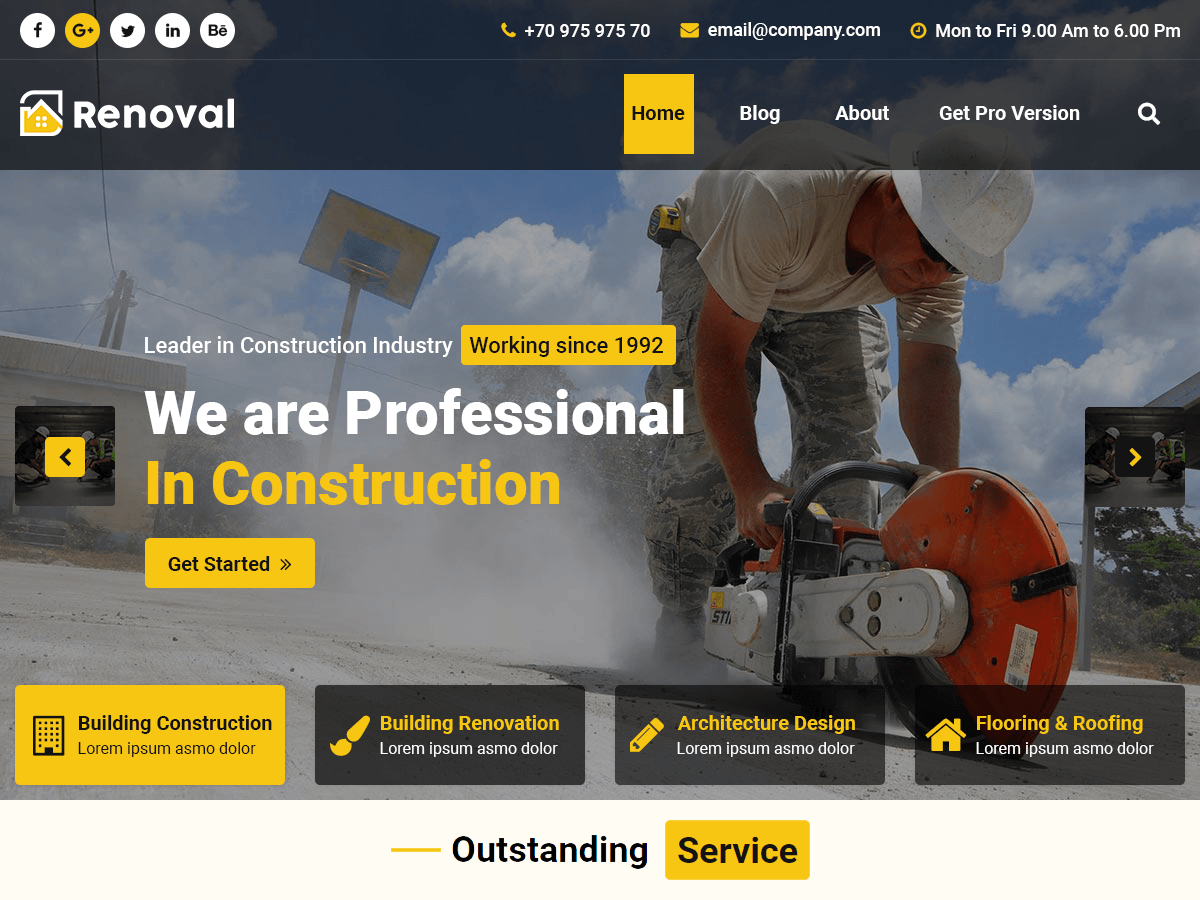 f G+ in Bē
+70 975 975 70
email@company.com
Mon to Fri 9.00 Am to 6.00 Pm
Renoval
Home
Blog
About
Get Pro Version
Leader in Construction Industry Working since 1992
We are Professional
In Construction
Get Started »
Building Construction
Lorem ipsum asmo dolor
Building Renovation
Lorem ipsum asmo dolor
Architecture Design
Lorem ipsum asmo dolor
Flooring & Roofing
Lorem ipsum asmo dolor
Outstanding Service